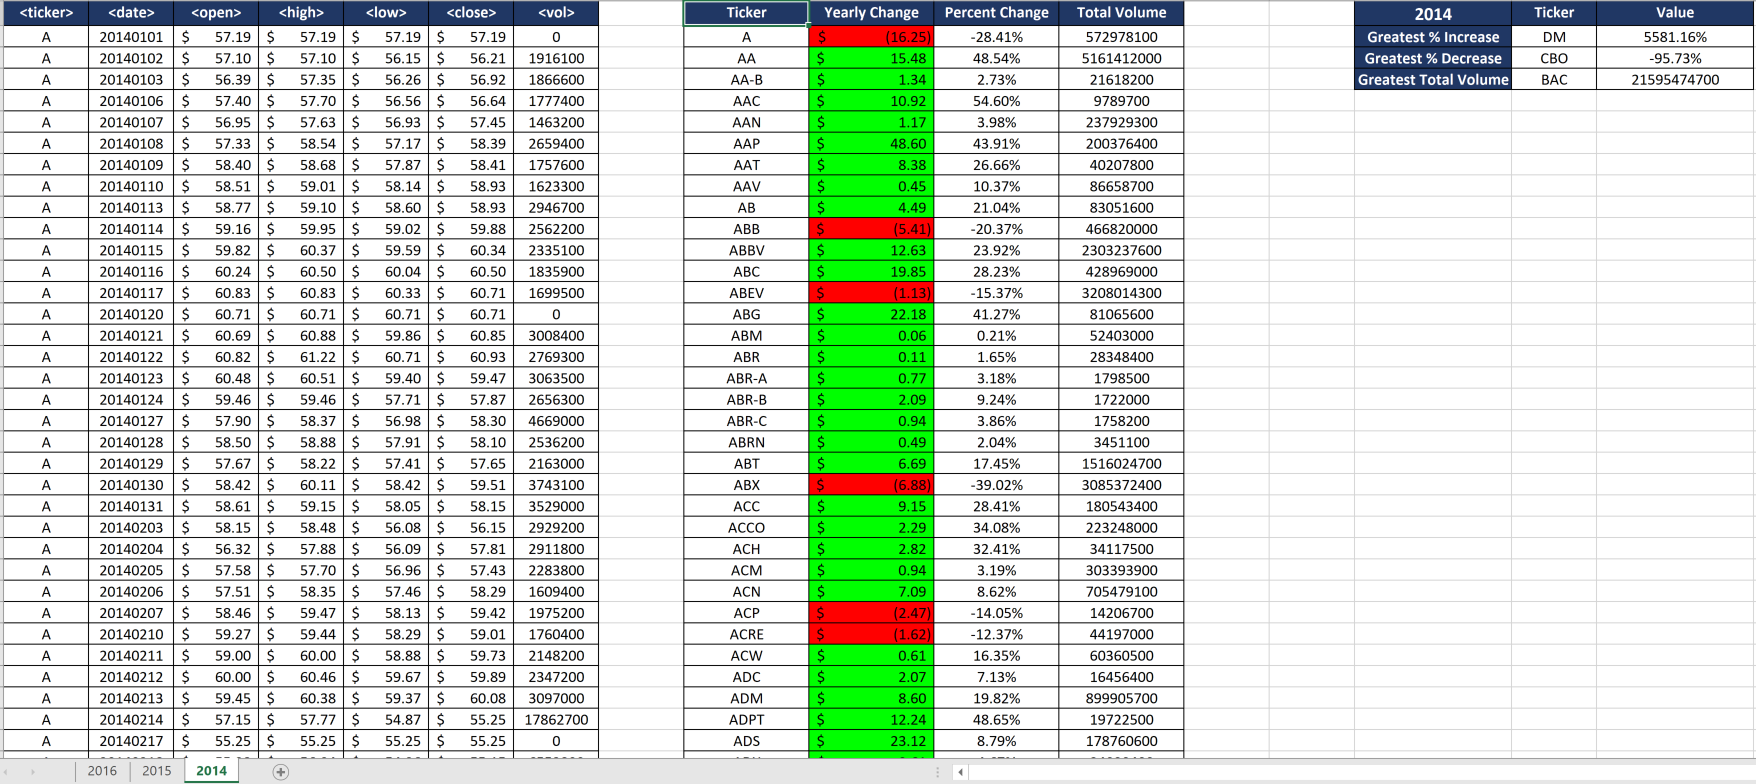 <ticker> <date> <open> <high> <low> <close> <vol> Ticker Yearly Change Percent Change Total Volume 2014 Ticker Value
A 20140101 $ 57.19 $ 57.19 $ 57.19 $ 57.19 0 A $ (16.25) -28.41% 572978100 Greatest % Increase DM 5581.16%
A 20140102 $ 57.10 $ 57.10 $ 56.15 $ 56.21 1916100 AA $ 15.48 48.54% 5161412000 Greatest % Decrease CBO -95.73%
A 20140103 $ 56.39 $ 57.35 $ 56.26 $ 56.92 1866600 AA-B $ 1.34 2.73% 21618200 Greatest Total Volume BAC 21595474700
A 20140106 $ 57.40 $ 57.70 $ 56.56 $ 56.64 1777400 AAC $ 10.92 54.60% 9789700
A 20140107 $ 56.95 $ 57.63 $ 56.93 $ 57.45 1463200 AAN $ 1.17 3.98% 237929300
A 20140108 $ 57.33 $ 58.54 $ 57.17 $ 58.39 2659400 AAP $ 48.60 43.91% 200376400
A 20140109 $ 58.40 $ 58.68 $ 57.87 $ 58.41 1757600 AAT $ 8.38 26.66% 40207800
A 20140110 $ 58.51 $ 59.01 $ 58.14 $ 58.93 1623300 AAV $ 0.45 10.37% 86658700
A 20140113 $ 58.77 $ 59.10 $ 58.60 $ 58.93 2946700 AB $ 4.49 21.04% 83051600
A 20140114 $ 59.16 $ 59.95 $ 59.02 $ 59.88 2562200 ABB $ (5.41) -20.37% 466820000
A 20140115 $ 59.82 $ 60.37 $ 59.59 $ 60.34 2335100 ABBV $ 12.63 23.92% 2303237600
A 20140116 $ 60.24 $ 60.50 $ 60.04 $ 60.50 1835900 ABC $ 19.85 28.23% 428969000
A 20140117 $ 60.83 $ 60.83 $ 60.33 $ 60.71 1699500 ABEV $ (1.13) -15.37% 3208014300
A 20140120 $ 60.71 $ 60.71 $ 60.71 $ 60.71 0 ABG $ 22.18 41.27% 81065600
A 20140121 $ 60.69 $ 60.88 $ 59.86 $ 60.85 3008400 ABM $ 0.06 0.21% 52403000
A 20140122 $ 60.82 $ 61.22 $ 60.71 $ 60.93 2769300 ABR $ 0.11 1.65% 28348400
A 20140123 $ 60.48 $ 60.51 $ 59.40 $ 59.47 3063500 ABR-A $ 0.77 3.18% 1798500
A 20140124 $ 59.46 $ 59.46 $ 57.71 $ 57.87 2656300 ABR-B $ 2.09 9.24% 1722000
A 20140127 $ 57.90 $ 58.37 $ 56.98 $ 58.30 4669000 ABR-C $ 0.94 3.86% 1758200
A 20140128 $ 58.50 $ 58.88 $ 57.91 $ 58.10 2536200 ABRN $ 0.49 2.04% 3451100
A 20140129 $ 57.67 $ 58.22 $ 57.41 $ 57.65 2163000 ABT $ 6.69 17.45% 1516024700
A 20140130 $ 58.42 $ 60.11 $ 58.42 $ 59.51 3743100 ABX $ (6.88) -39.02% 3085372400
A 20140131 $ 58.61 $ 59.15 $ 58.05 $ 58.15 3529000 ACC $ 9.15 28.41% 180543400
A 20140203 $ 58.15 $ 58.48 $ 56.08 $ 56.15 2929200 ACCO $ 2.29 34.08% 223248000
A 20140204 $ 56.32 $ 57.88 $ 56.09 $ 57.81 2911800 ACH $ 2.82 32.41% 34117500
A 20140205 $ 57.58 $ 57.70 $ 56.96 $ 57.43 2283800 ACM $ 0.94 3.19% 303393900
A 20140206 $ 57.51 $ 58.35 $ 57.46 $ 58.29 1609400 ACN $ 7.09 8.62% 705479100
A 20140207 $ 58.46 $ 59.47 $ 58.13 $ 59.42 1975200 ACP $ (2.47) -14.05% 14206700
A 20140210 $ 59.27 $ 59.44 $ 58.29 $ 59.01 1760400 ACRE $ (1.62) -12.37% 44197000
A 20140211 $ 59.00 $ 60.00 $ 58.88 $ 59.73 2148200 ACW $ 0.61 16.35% 60360500
A 20140212 $ 60.00 $ 60.46 $ 59.67 $ 59.89 2347200 ADC $ 2.07 7.13% 16456400
A 20140213 $ 59.45 $ 60.38 $ 59.37 $ 60.08 3097000 ADM $ 8.60 19.82% 899905700
A 20140214 $ 57.15 $ 57.77 $ 54.87 $ 55.25 17862700 ADPT $ 12.24 48.65% 19722500
A 20140217 $ 55.25 $ 55.25 $ 55.25 $ 55.25 0 ADS $ 23.12 8.79% 178760600
2016 2015 2014